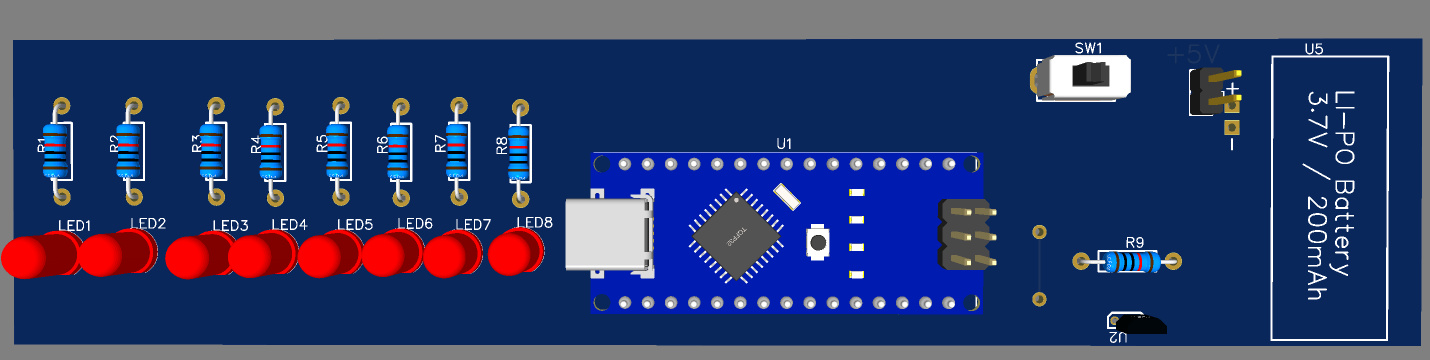 SW1
+5V
U5
+
-
LI-PO Battery
3.7V / 200mAh
R1
R2
R3
R4
R5
R6
R7
R8
U1
LED1
LED2
LED3
LED4
LED5
LED6
LED7
LED8
TQFP32
R9
U2